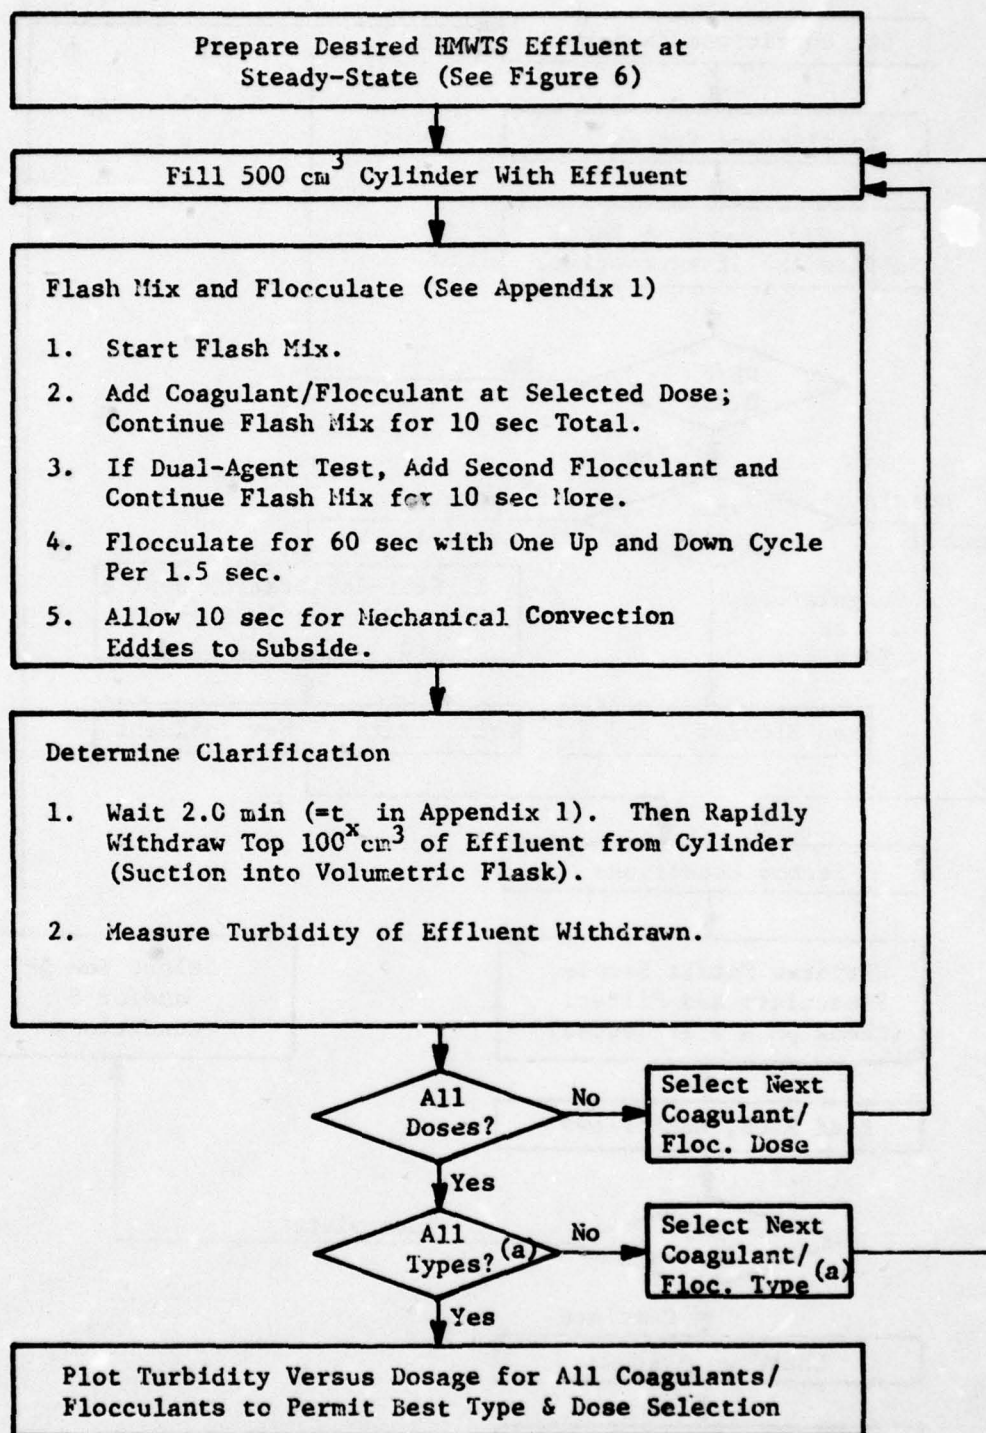 Prepare Desired HMWTS Effluent at
Steady-State (See Figure 6)
Fill 500 cm³ Cylinder With Effluent
Flash Mix and Flocculate (See Appendix 1)
1. Start Flash Mix.
2. Add Coagulant/Flocculant at Selected Dose;
Continue Flash Mix for 10 sec Total.
3. If Dual-Agent Test, Add Second Flocculant and
Continue Flash Mix for 10 sec More.
4. Flocculate for 60 sec with One Up and Down Cycle
Per 1.5 sec.
5. Allow 10 sec for Mechanical Convection
Eddies to Subside.
Determine Clarification
1. Wait 2.0 min (=tₓ in Appendix 1). Then Rapidly
Withdraw Top 100 cm³ of Effluent from Cylinder
(Suction into Volumetric Flask).
2. Measure Turbidity of Effluent Withdrawn.
All
Doses?
No
Select Next
Coagulant/
Floc. Dose
Yes
All
Types? (a)
No
Select Next
Coagulant/
Floc. Type (a)
Yes
Plot Turbidity Versus Dosage for All Coagulants/
Flocculants to Permit Best Type & Dose Selection